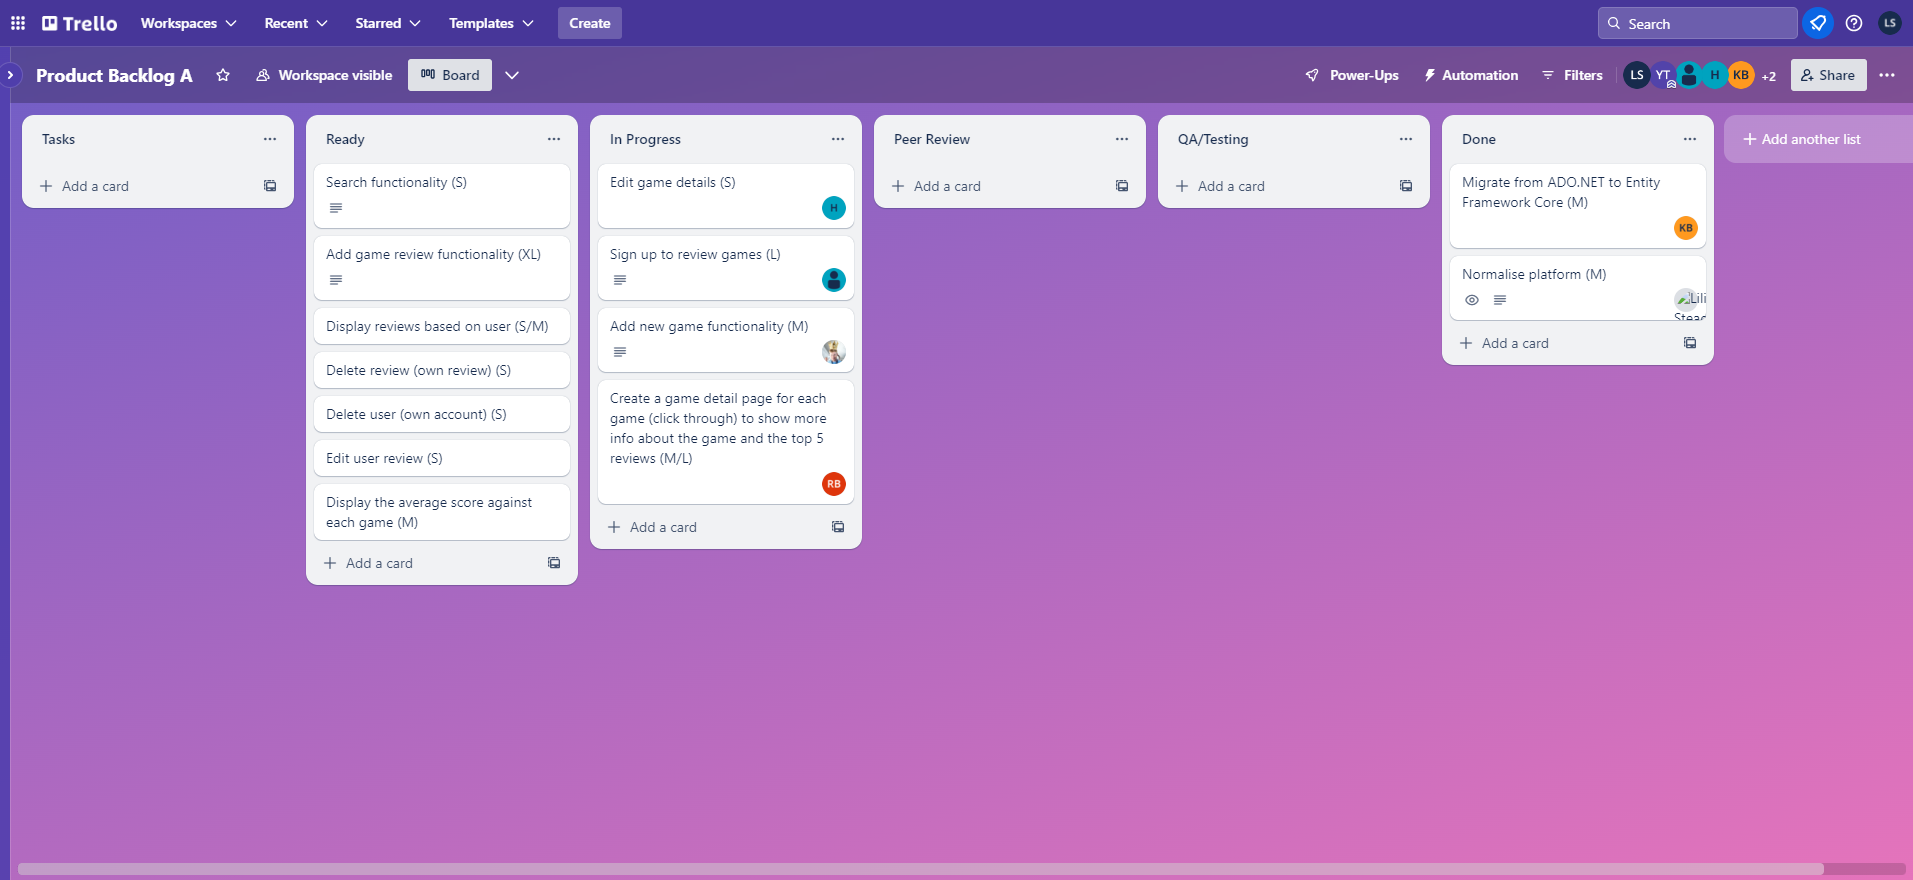 Trello Workspaces Recent Starred Templates Create Search LS
Product Backlog A Workspace visible Board Power-Ups Automation Filters LS YT H KB +2 Share
Tasks
Add a card
Ready
Search functionality (S)
Add game review functionality (XL)
Display reviews based on user (S/M)
Delete review (own review) (S)
Delete user (own account) (S)
Edit user review (S)
Display the average score against
each game (M)
Add a card
In Progress
Edit game details (S)
H
Sign up to review games (L)
Add new game functionality (M)
Create a game detail page for each
game (click through) to show more
info about the game and the top 5
reviews (M/L)
RB
Add a card
Peer Review
Add a card
QA/Testing
Add a card
Done
Migrate from ADO.NET to Entity
Framework Core (M)
KB
Normalise platform (M)
Lili
Stead
Add a card
Add another list